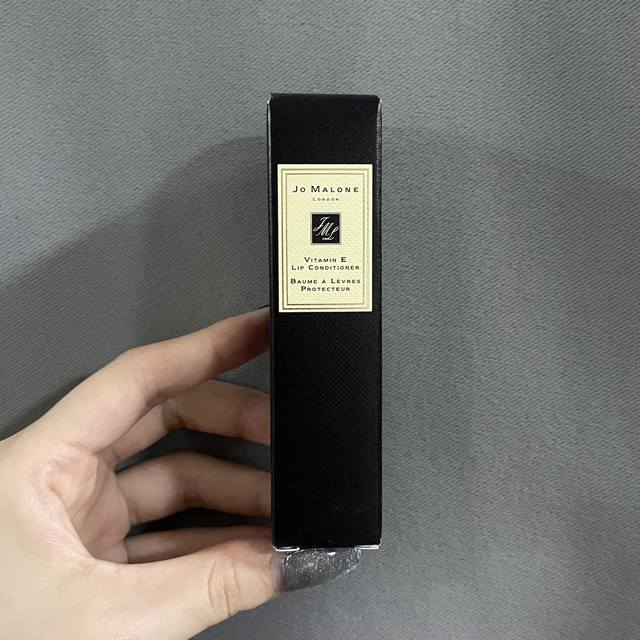 JO MALONE
LONDON
JML
VITAMIN E
LIP CONDITIONER
BAUME À LÈVRES
PROTECTEUR